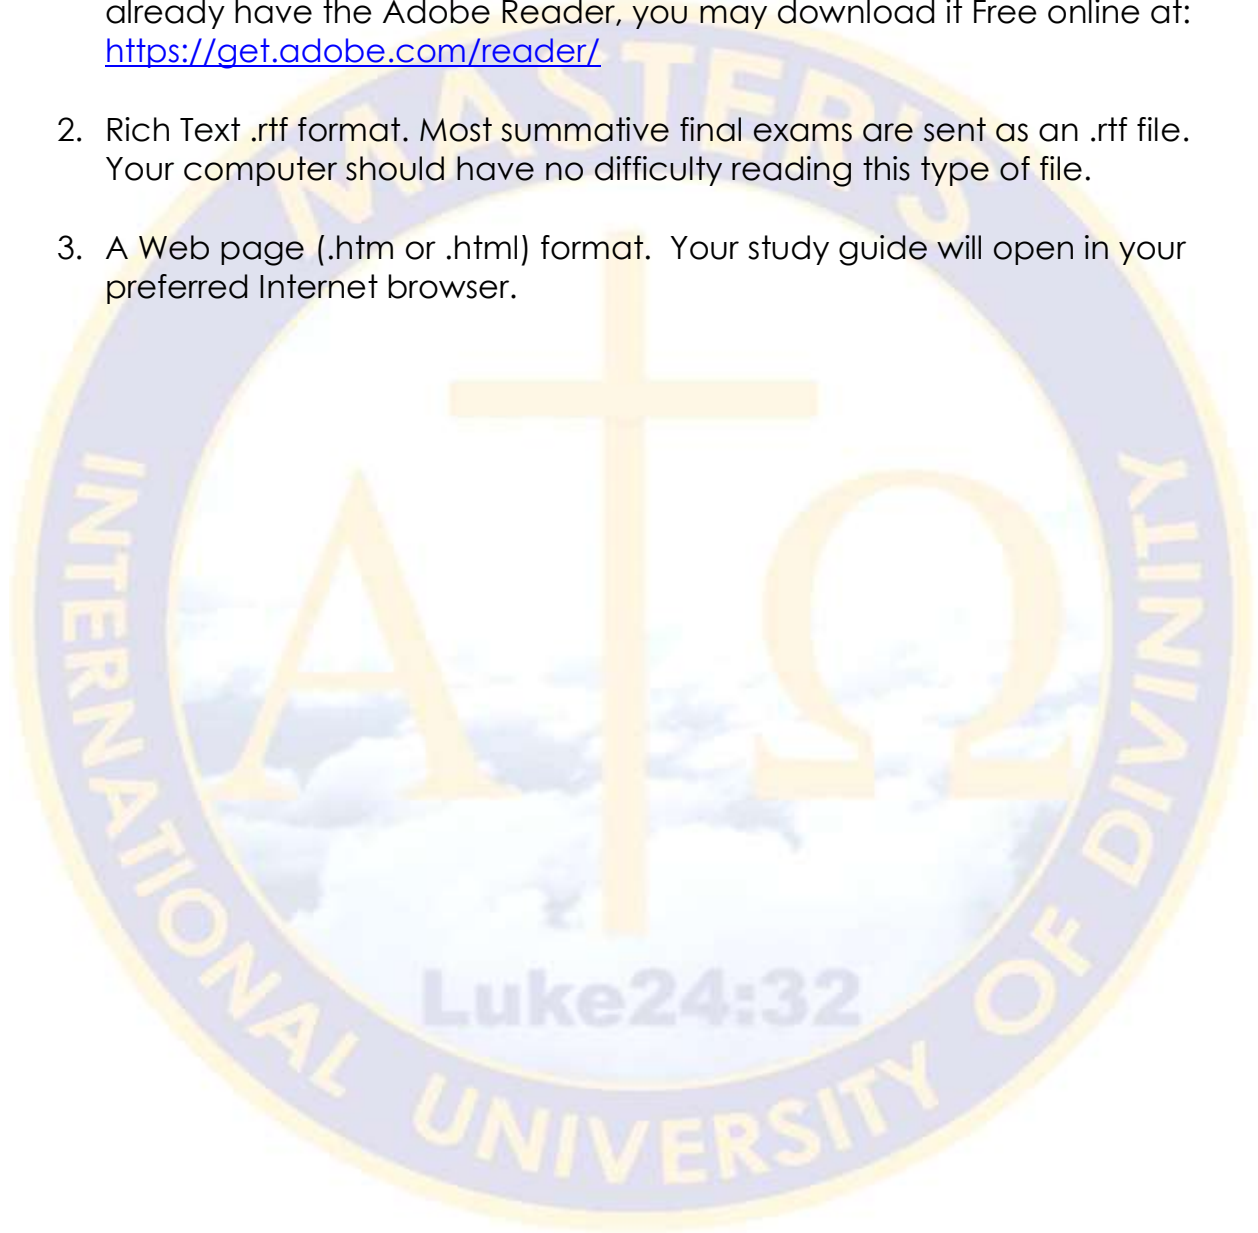 already have the Adobe Reader, you may download it Free online at:
https://get.adobe.com/reader/
2. Rich Text .rtf format. Most summative final exams are sent as an .rtf file.
Your computer should have no difficulty reading this type of file.
3. A Web page (.htm or .html) format.  Your study guide will open in your
preferred Internet browser.
MASTER'S
INTERNATIONAL UNIVERSITY OF DIVINITY
Α Ω
Luke24:32